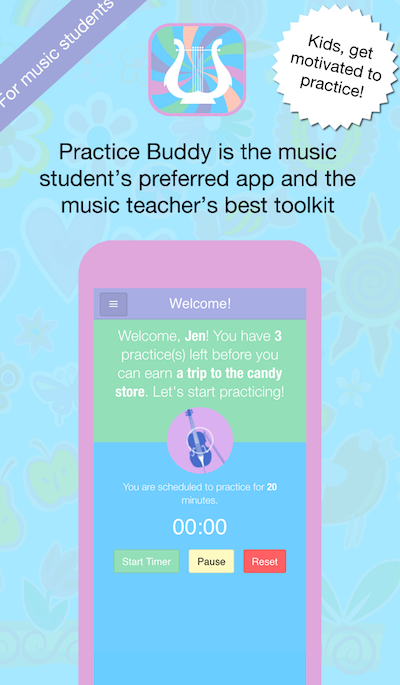 For music students
Kids, get
motivated to
practice!
Practice Buddy is the music
student's preferred app and the
music teacher's best toolkit
Welcome!
Welcome, Jen! You have 3
practice(s) left before you
can earn a trip to the candy
store. Let's start practicing!
You are scheduled to practice for 20
minutes.
00:00
Start Timer
Pause
Reset